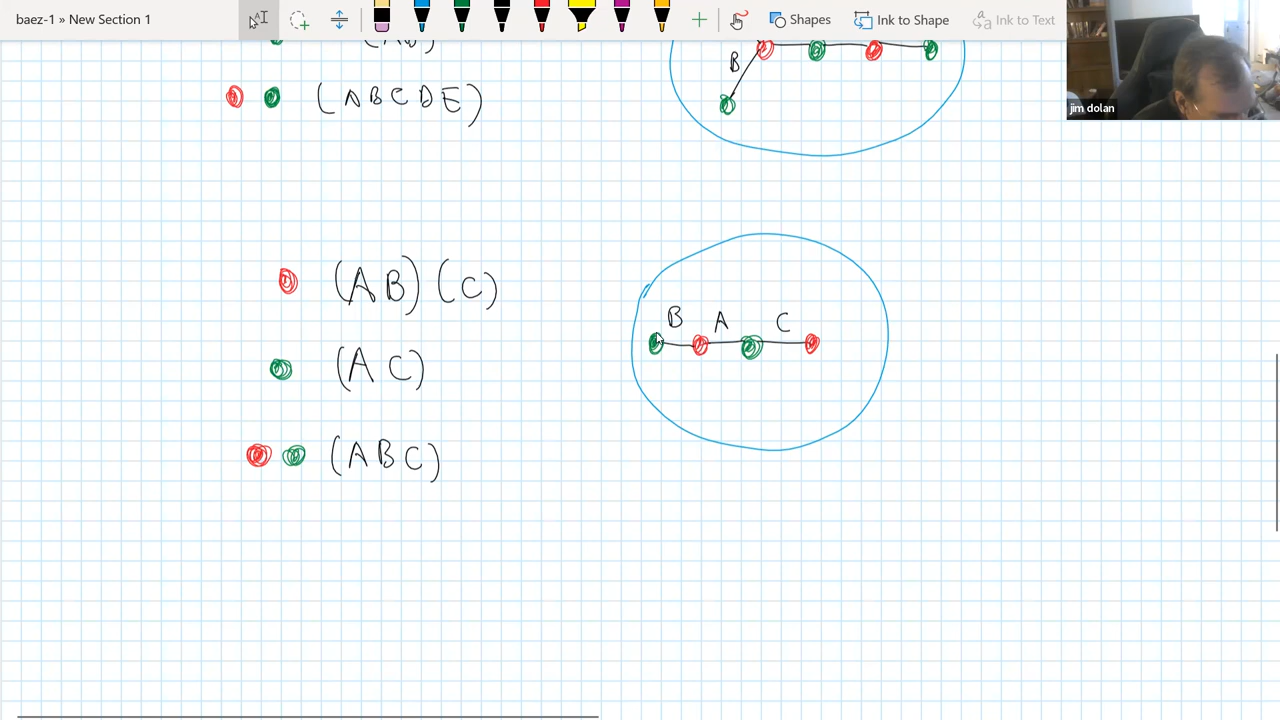 baez-1 » New Section 1
Shapes
Ink to Shape
Ink to Text
jim dolan
B
(ABCDE)
(AB)(C)
B A C
(AC)
(ABC)